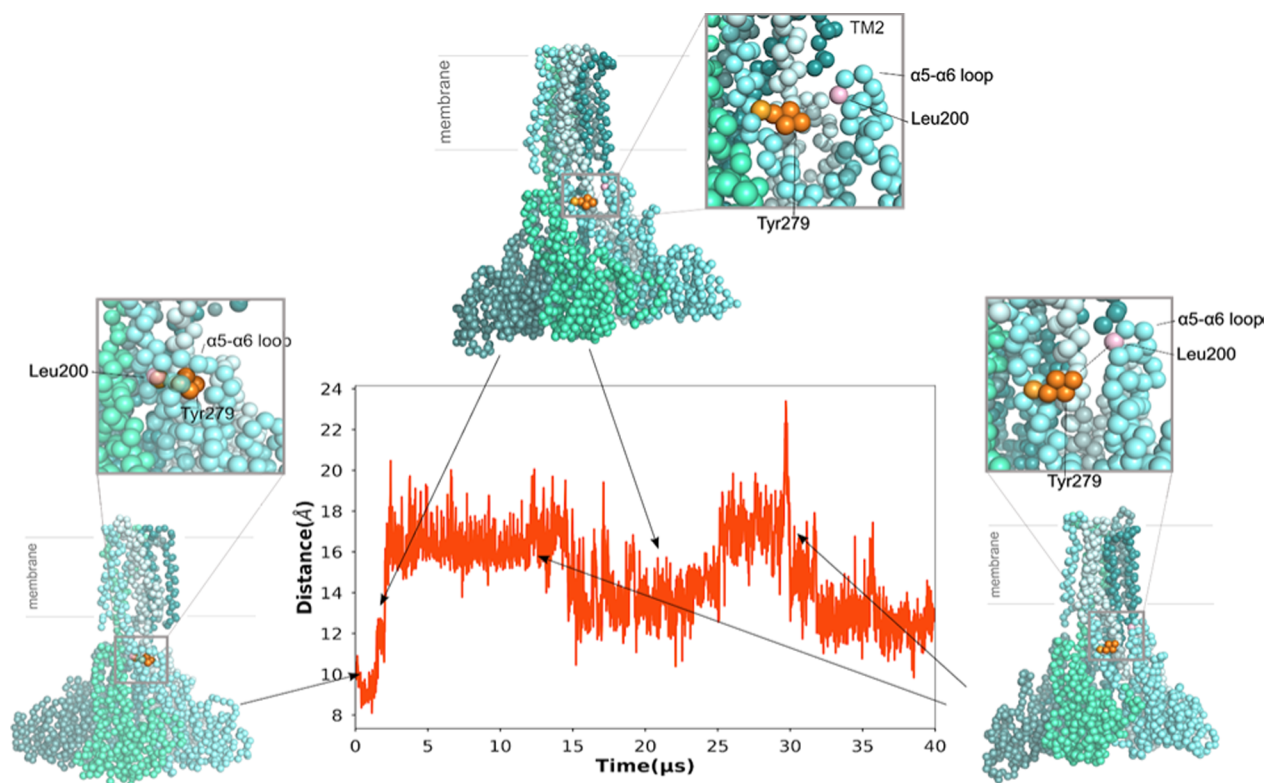 membrane
TM2
α5-α6 loop
Leu200
Tyr279
α5-α6 loop
Leu200
Tyr279
membrane
α5-α6 loop
Leu200
Tyr279
membrane
24
22
20
18
16
14
12
10
8
Distance(Å)
0 5 10 15 20 25 30 35 40
Time(μs)